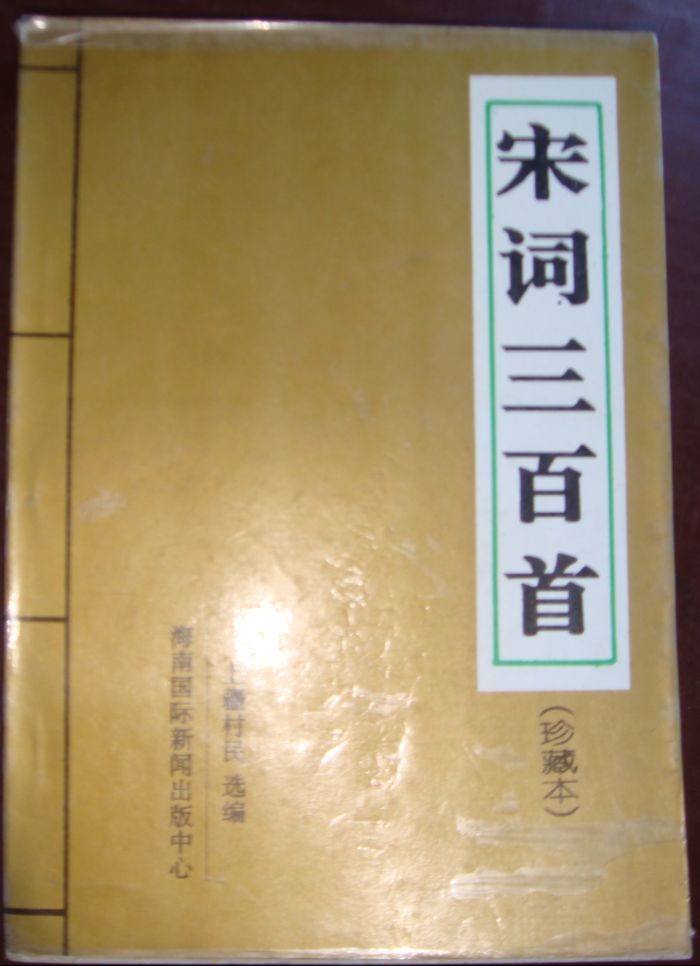 宋词三百首
(珍藏本)
上疆村民 选编
海南国际新闻出版中心